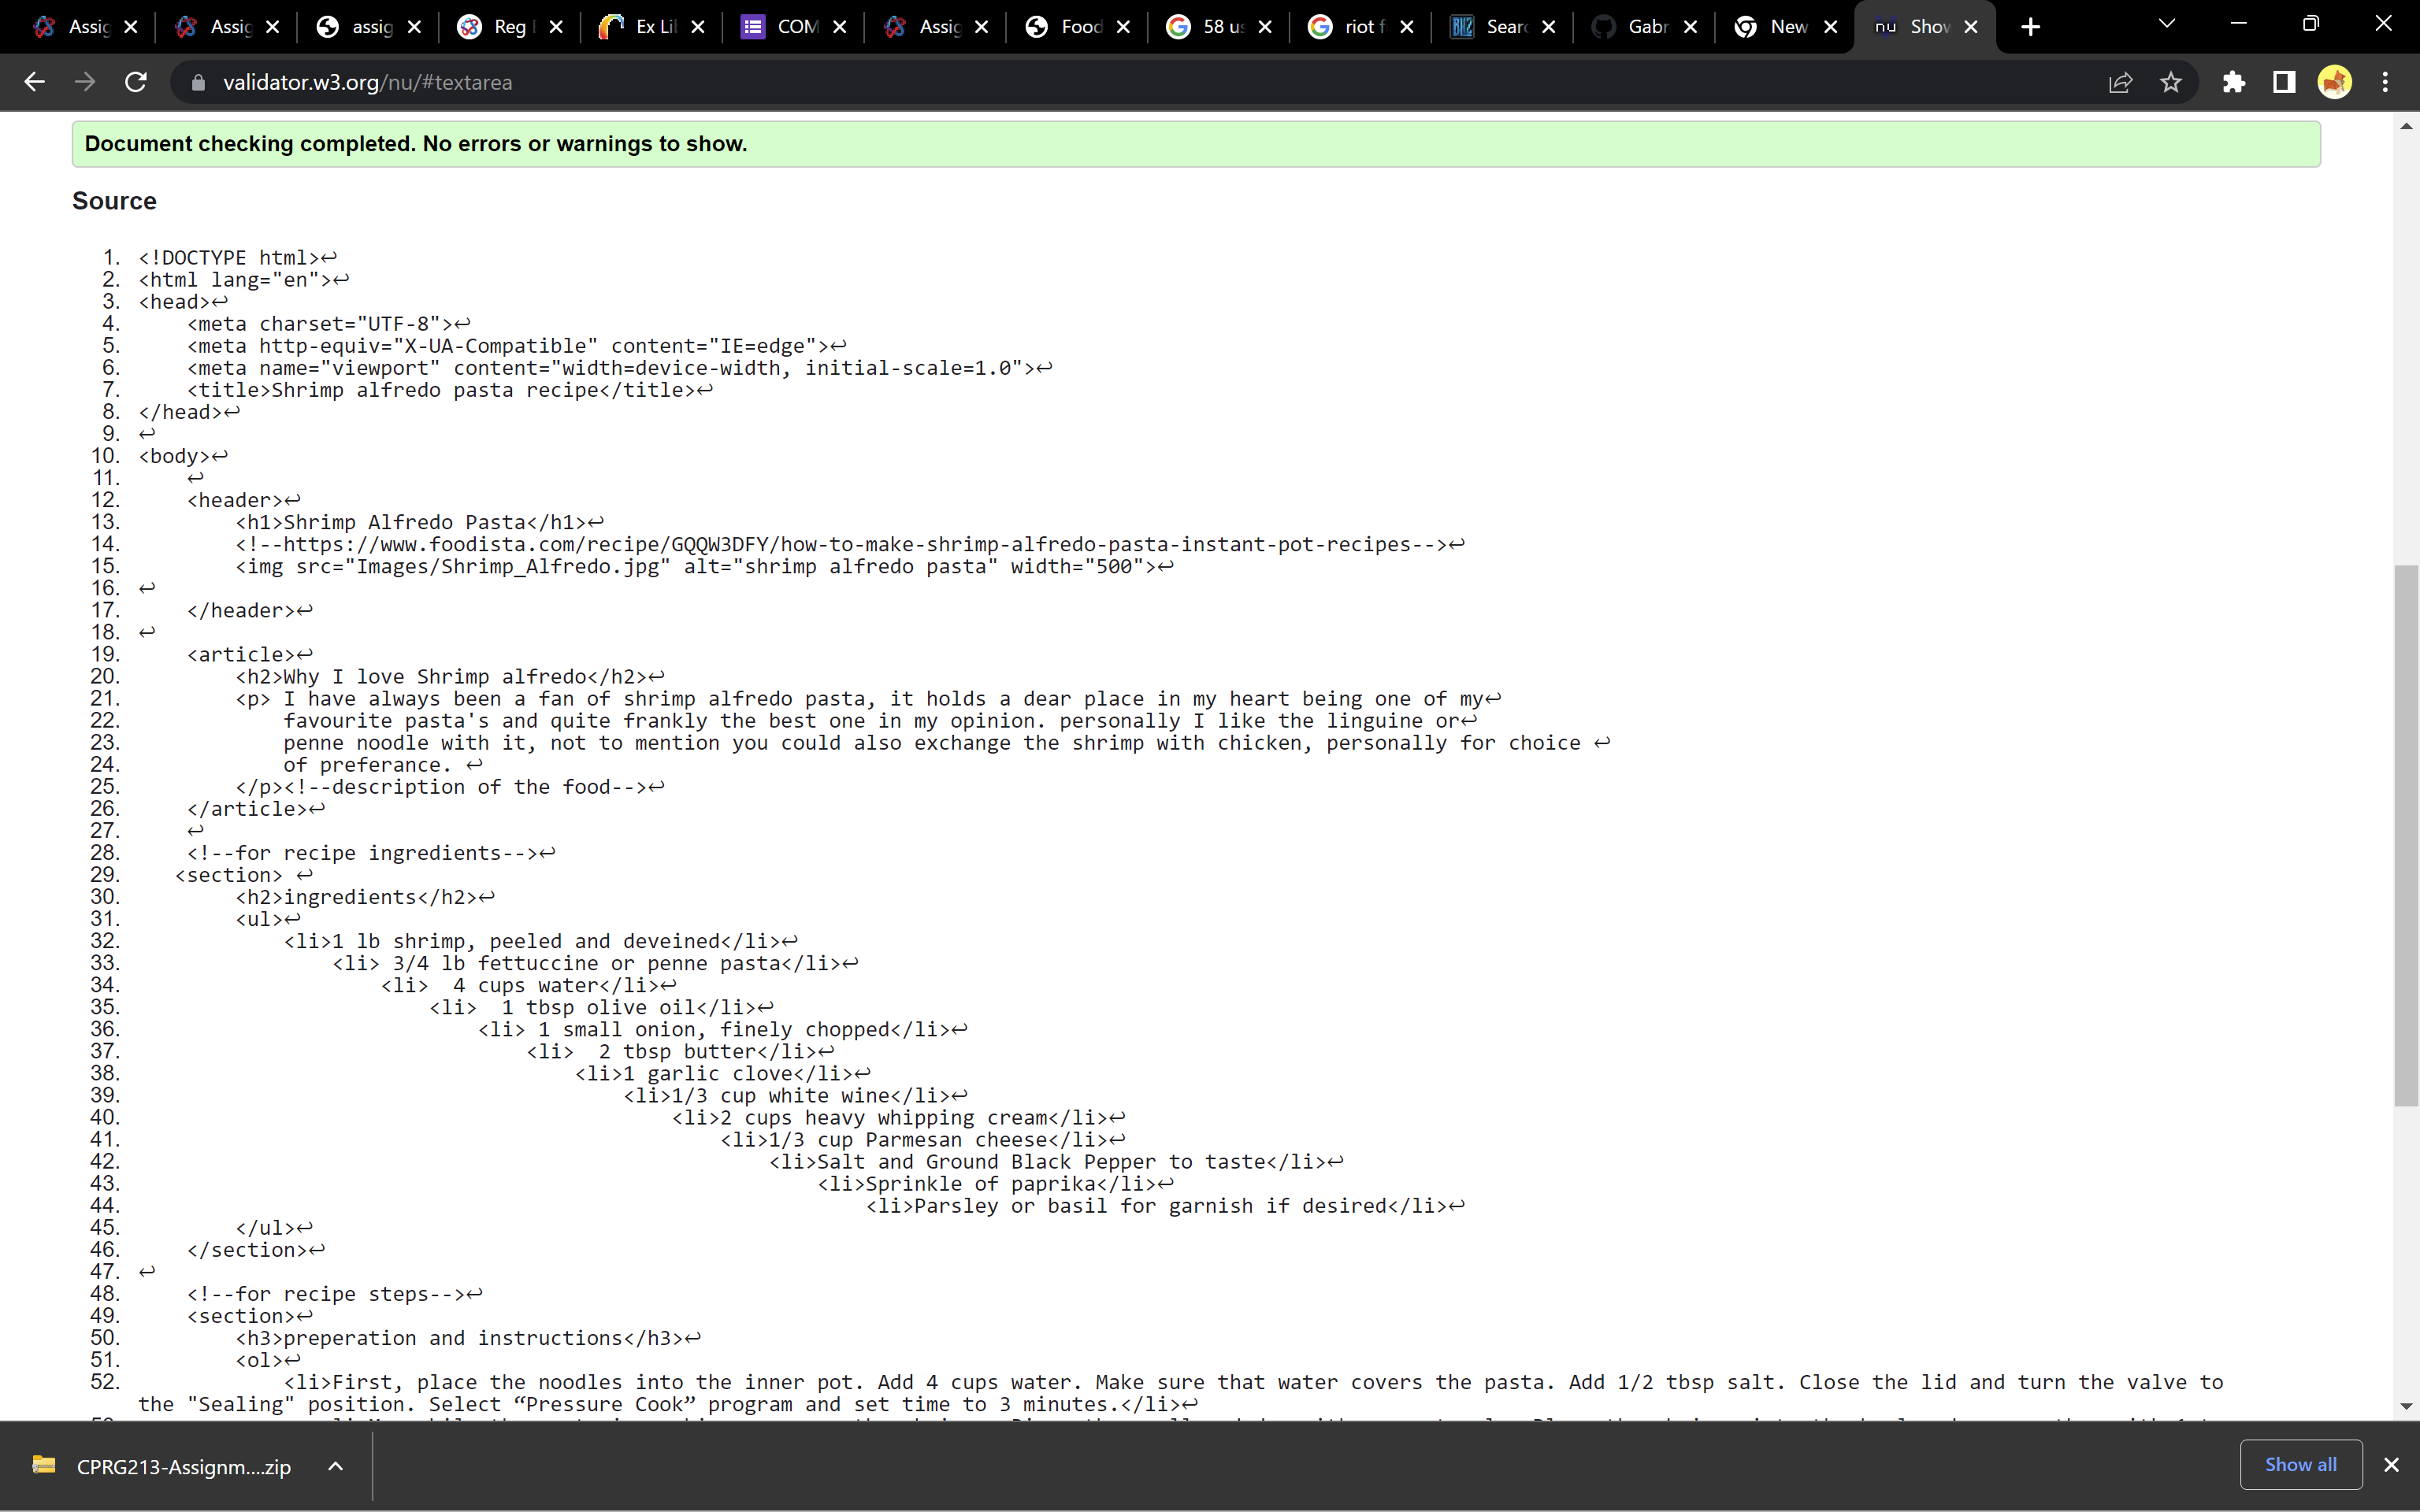 Assig
Assig
assig
Reg
Ex Li
COM
Assig
Food
58 us
riot f
Sear
Gabr
New
nu Show
validator.w3.org/nu/#textarea
Document checking completed. No errors or warnings to show.
Source
1. <!DOCTYPE html>↩
2. <html lang="en">↩
3. <head>↩
4. <meta charset="UTF-8">↩
5. <meta http-equiv="X-UA-Compatible" content="IE=edge">↩
6. <meta name="viewport" content="width=device-width, initial-scale=1.0">↩
7. <title>Shrimp alfredo pasta recipe</title>↩
8. </head>↩
9. ↩
10. <body>↩
11. ↩
12. <header>↩
13. <h1>Shrimp Alfredo Pasta</h1>↩
14. <!--https://www.foodista.com/recipe/GQQW3DFY/how-to-make-shrimp-alfredo-pasta-instant-pot-recipes-->↩
15. <img src="Images/Shrimp_Alfredo.jpg" alt="shrimp alfredo pasta" width="500">↩
16. ↩
17. </header>↩
18. ↩
19. <article>↩
20. <h2>Why I love Shrimp alfredo</h2>↩
21. <p> I have always been a fan of shrimp alfredo pasta, it holds a dear place in my heart being one of my↩
22. favourite pasta's and quite frankly the best one in my opinion. personally I like the linguine or↩
23. penne noodle with it, not to mention you could also exchange the shrimp with chicken, personally for choice ↩
24. of preferance. ↩
25. </p><!--description of the food-->↩
26. </article>↩
27. ↩
28. <!--for recipe ingredients-->↩
29. <section> ↩
30. <h2>ingredients</h2>↩
31. <ul>↩
32. <li>1 lb shrimp, peeled and deveined</li>↩
33. <li> 3/4 lb fettuccine or penne pasta</li>↩
34. <li>  4 cups water</li>↩
35. <li>  1 tbsp olive oil</li>↩
36. <li> 1 small onion, finely chopped</li>↩
37. <li>  2 tbsp butter</li>↩
38. <li>1 garlic clove</li>↩
39. <li>1/3 cup white wine</li>↩
40. <li>2 cups heavy whipping cream</li>↩
41. <li>1/3 cup Parmesan cheese</li>↩
42. <li>Salt and Ground Black Pepper to taste</li>↩
43. <li>Sprinkle of paprika</li>↩
44. <li>Parsley or basil for garnish if desired</li>↩
45. </ul>↩
46. </section>↩
47. ↩
48. <!--for recipe steps-->↩
49. <section>↩
50. <h3>preperation and instructions</h3>↩
51. <ol>↩
52. <li>First, place the noodles into the inner pot. Add 4 cups water. Make sure that water covers the pasta. Add 1/2 tbsp salt. Close the lid and turn the valve to
the "Sealing" position. Select “Pressure Cook” program and set time to 3 minutes.</li>↩
CPRG213-Assignm....zip
Show all